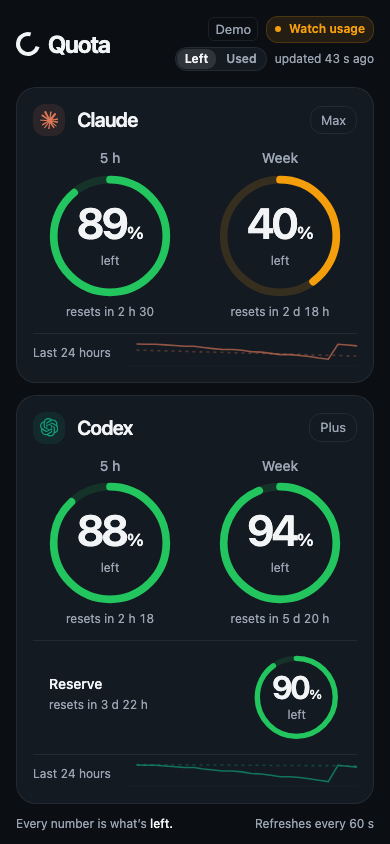 Quota
Demo
Watch usage
Left
Used
updated 43 s ago
Claude
Max
5 h
Week
89%
left
40%
left
resets in 2 h 30
resets in 2 d 18 h
Last 24 hours
Codex
Plus
5 h
Week
88%
left
94%
left
resets in 2 h 18
resets in 5 d 20 h
Reserve
resets in 3 d 22 h
90%
left
Last 24 hours
Every number is what's left.
Refreshes every 60 s